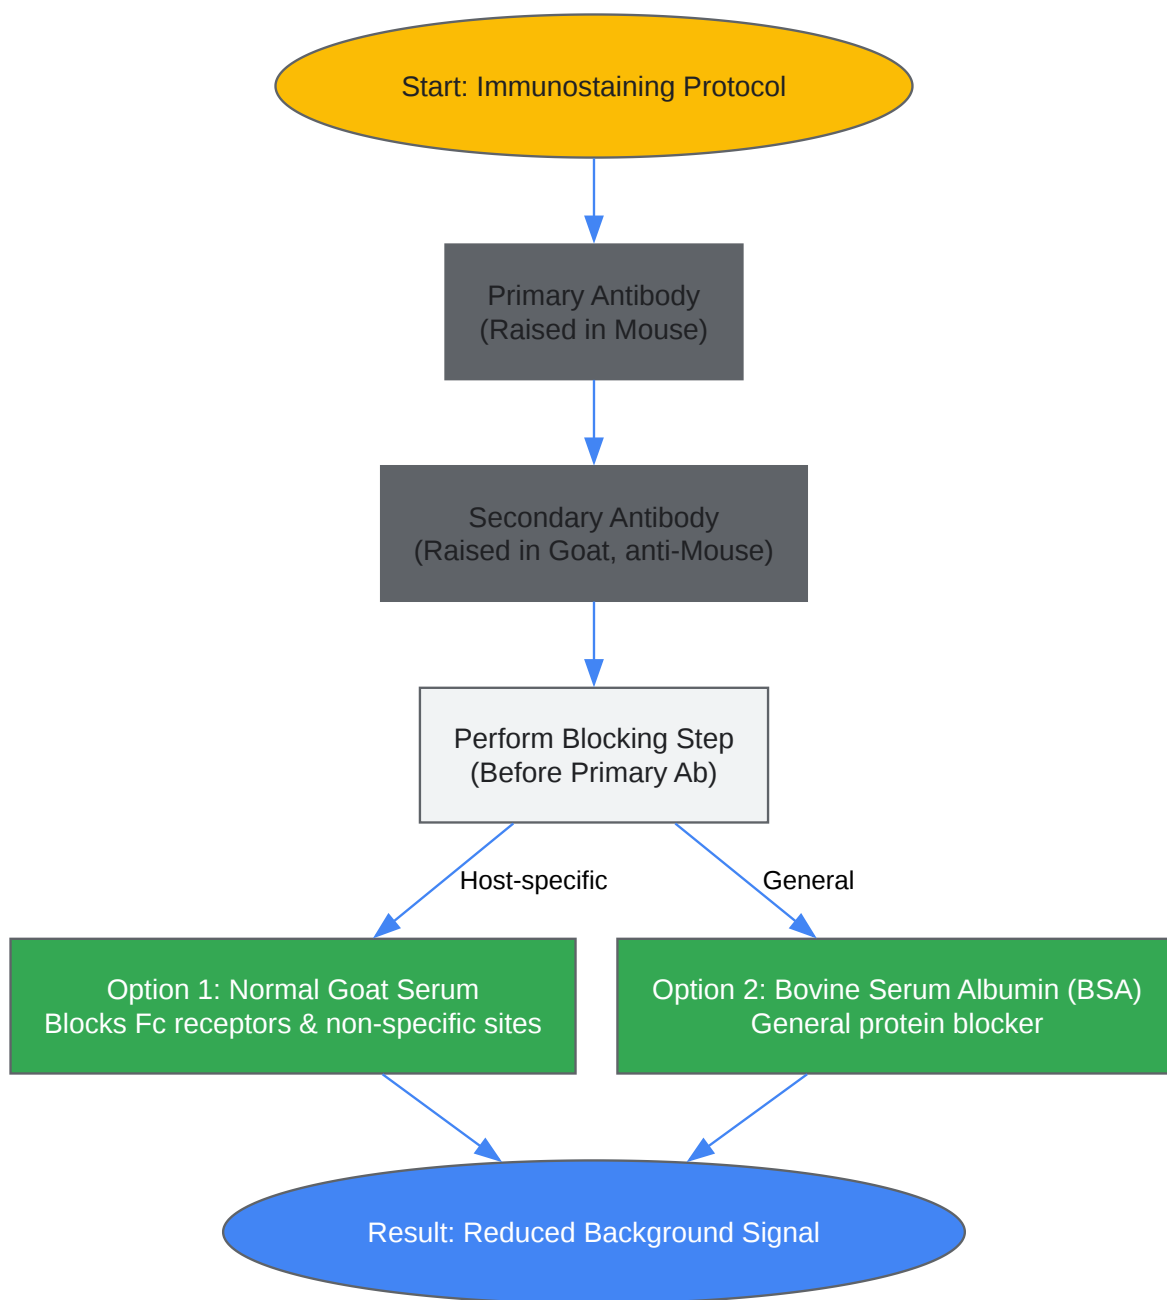 Start: Immunostaining Protocol
Primary Antibody
(Raised in Mouse)
Secondary Antibody
(Raised in Goat, anti-Mouse)
Perform Blocking Step
(Before Primary Ab)
Host-specific
General
Option 1: Normal Goat Serum
Blocks Fc receptors & non-specific sites
Option 2: Bovine Serum Albumin (BSA)
General protein blocker
Result: Reduced Background Signal